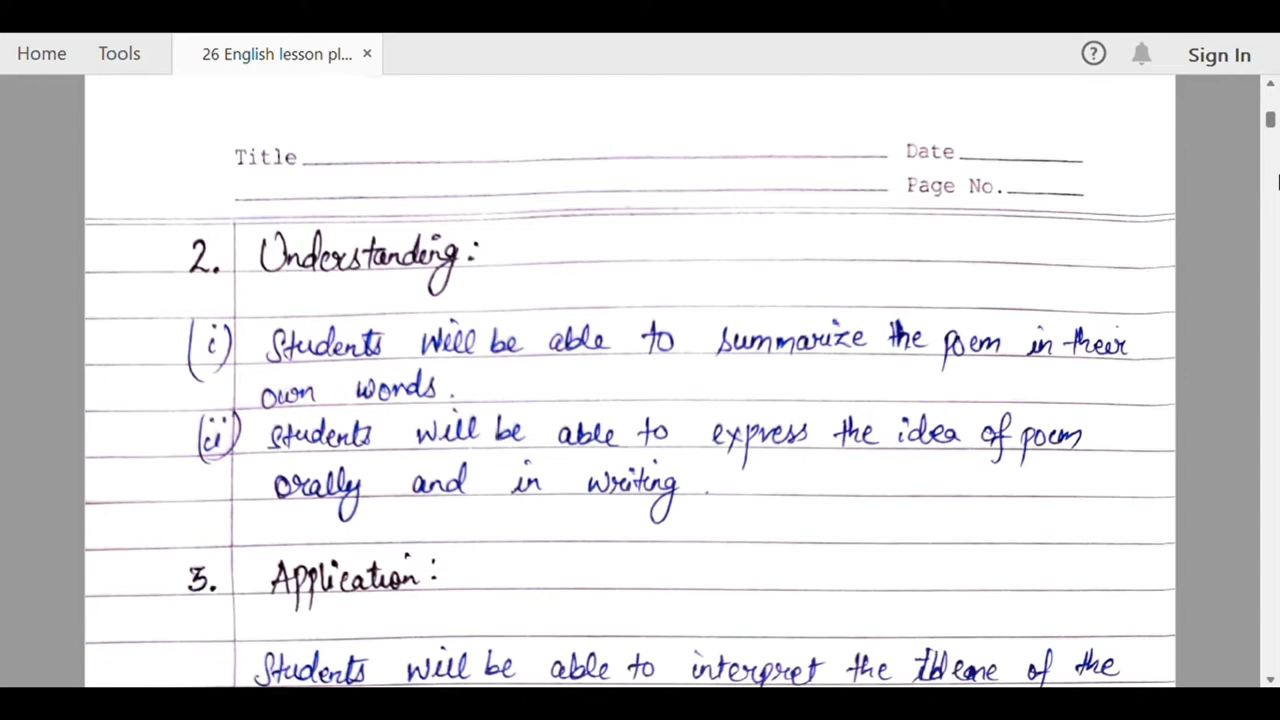 Home Tools 26 English lesson pl... × ? Sign In
Title Date
Page No.
2. Understanding:
(i) Students will be able to summarize the poem in their
own words.
(ii) Students will be able to express the idea of poem
orally and in writing.
3. Application:
Students will be able to interpret the theme of the